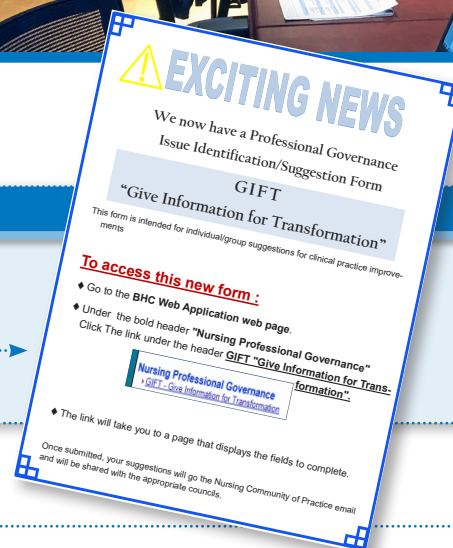 EXCITING NEWS
We now have a Professional Governance
Issue Identification/Suggestion Form
GIFT
“Give Information for Transformation”
This form is intended for individual/group suggestions for clinical practice improve-
ments
To access this new form :
♦ Go to the BHC Web Application web page.
♦ Under the bold header "Nursing Professional Governance"
Click The link under the header GIFT "Give Information for Trans-
formation".
Nursing Professional Governance
› GIFT - Give Information for Transformation
♦ The link will take you to a page that displays the fields to complete.
Once submitted, your suggestions will go the Nursing Community of Practice email
and will be shared with the appropriate councils.